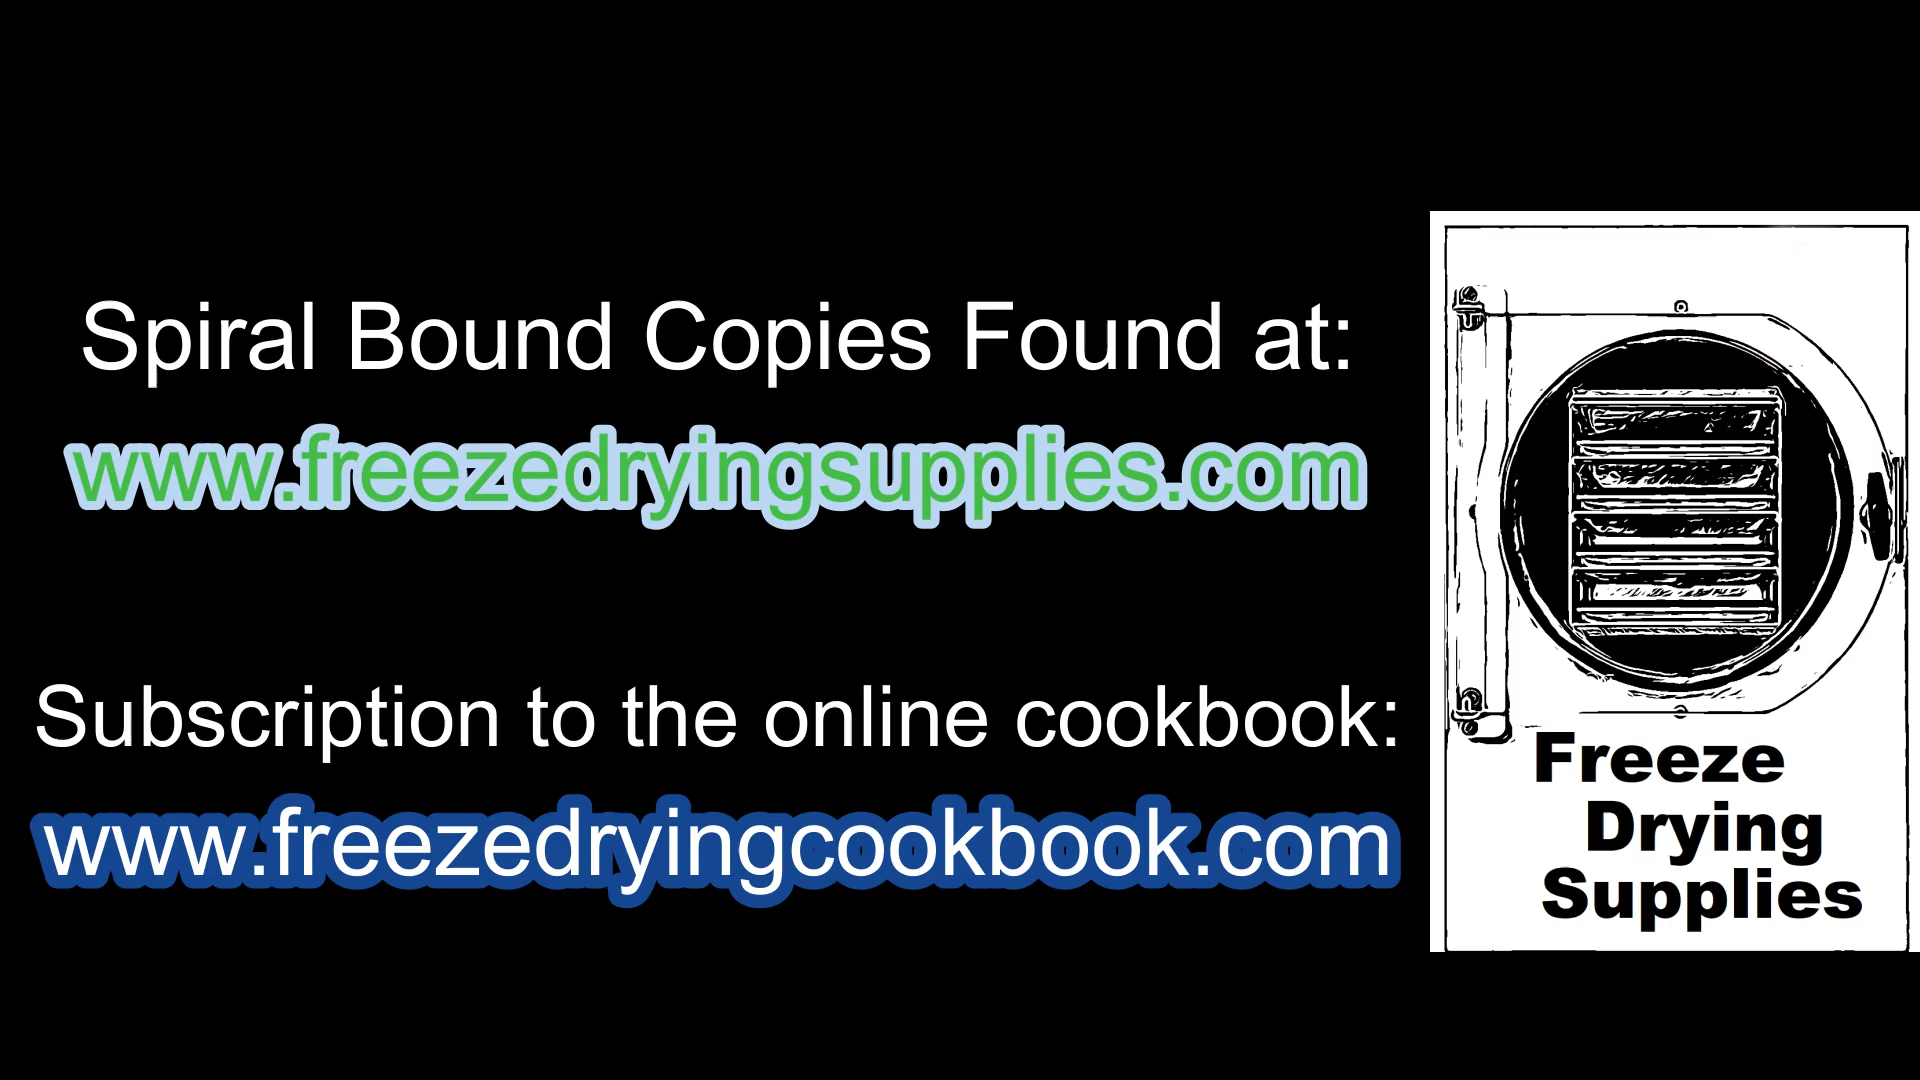 Spiral Bound Copies Found at:
www.freezedryingsupplies.com
Subscription to the online cookbook:
www.freezedryingcookbook.com
Freeze
Drying
Supplies